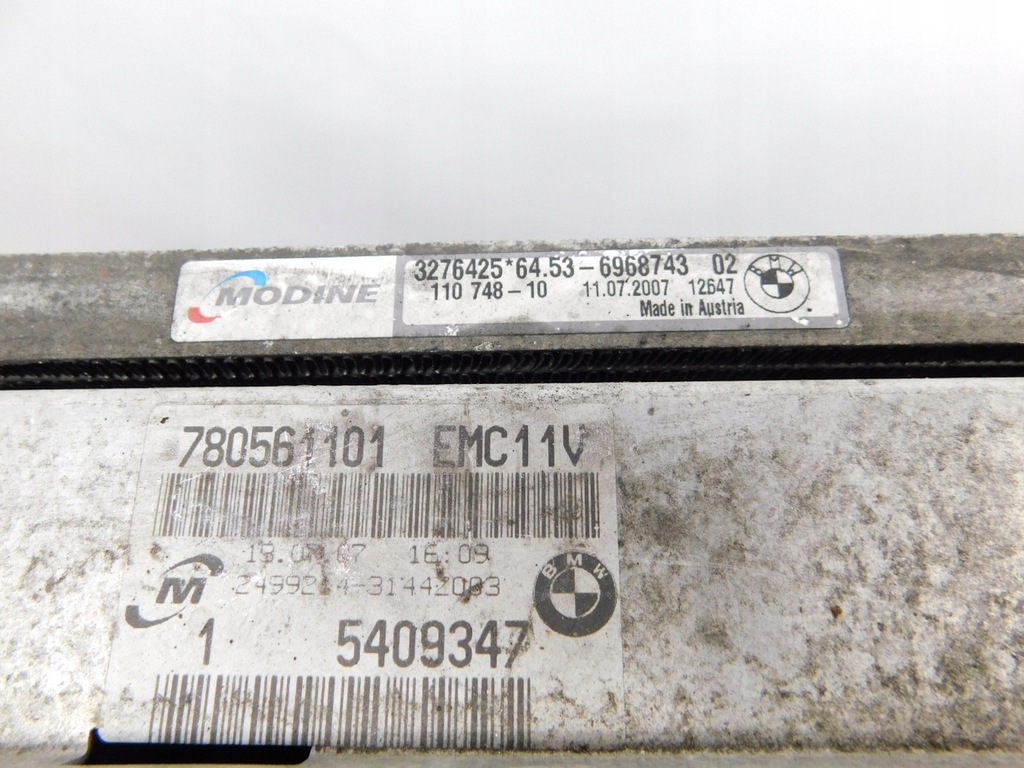 MODINE
3276425*64.53-6968743 02
110 748-10 11.07.2007 12647
Made in Austria
BMW
780561101 EMC11V
16:09
M
BMW
1 5409347